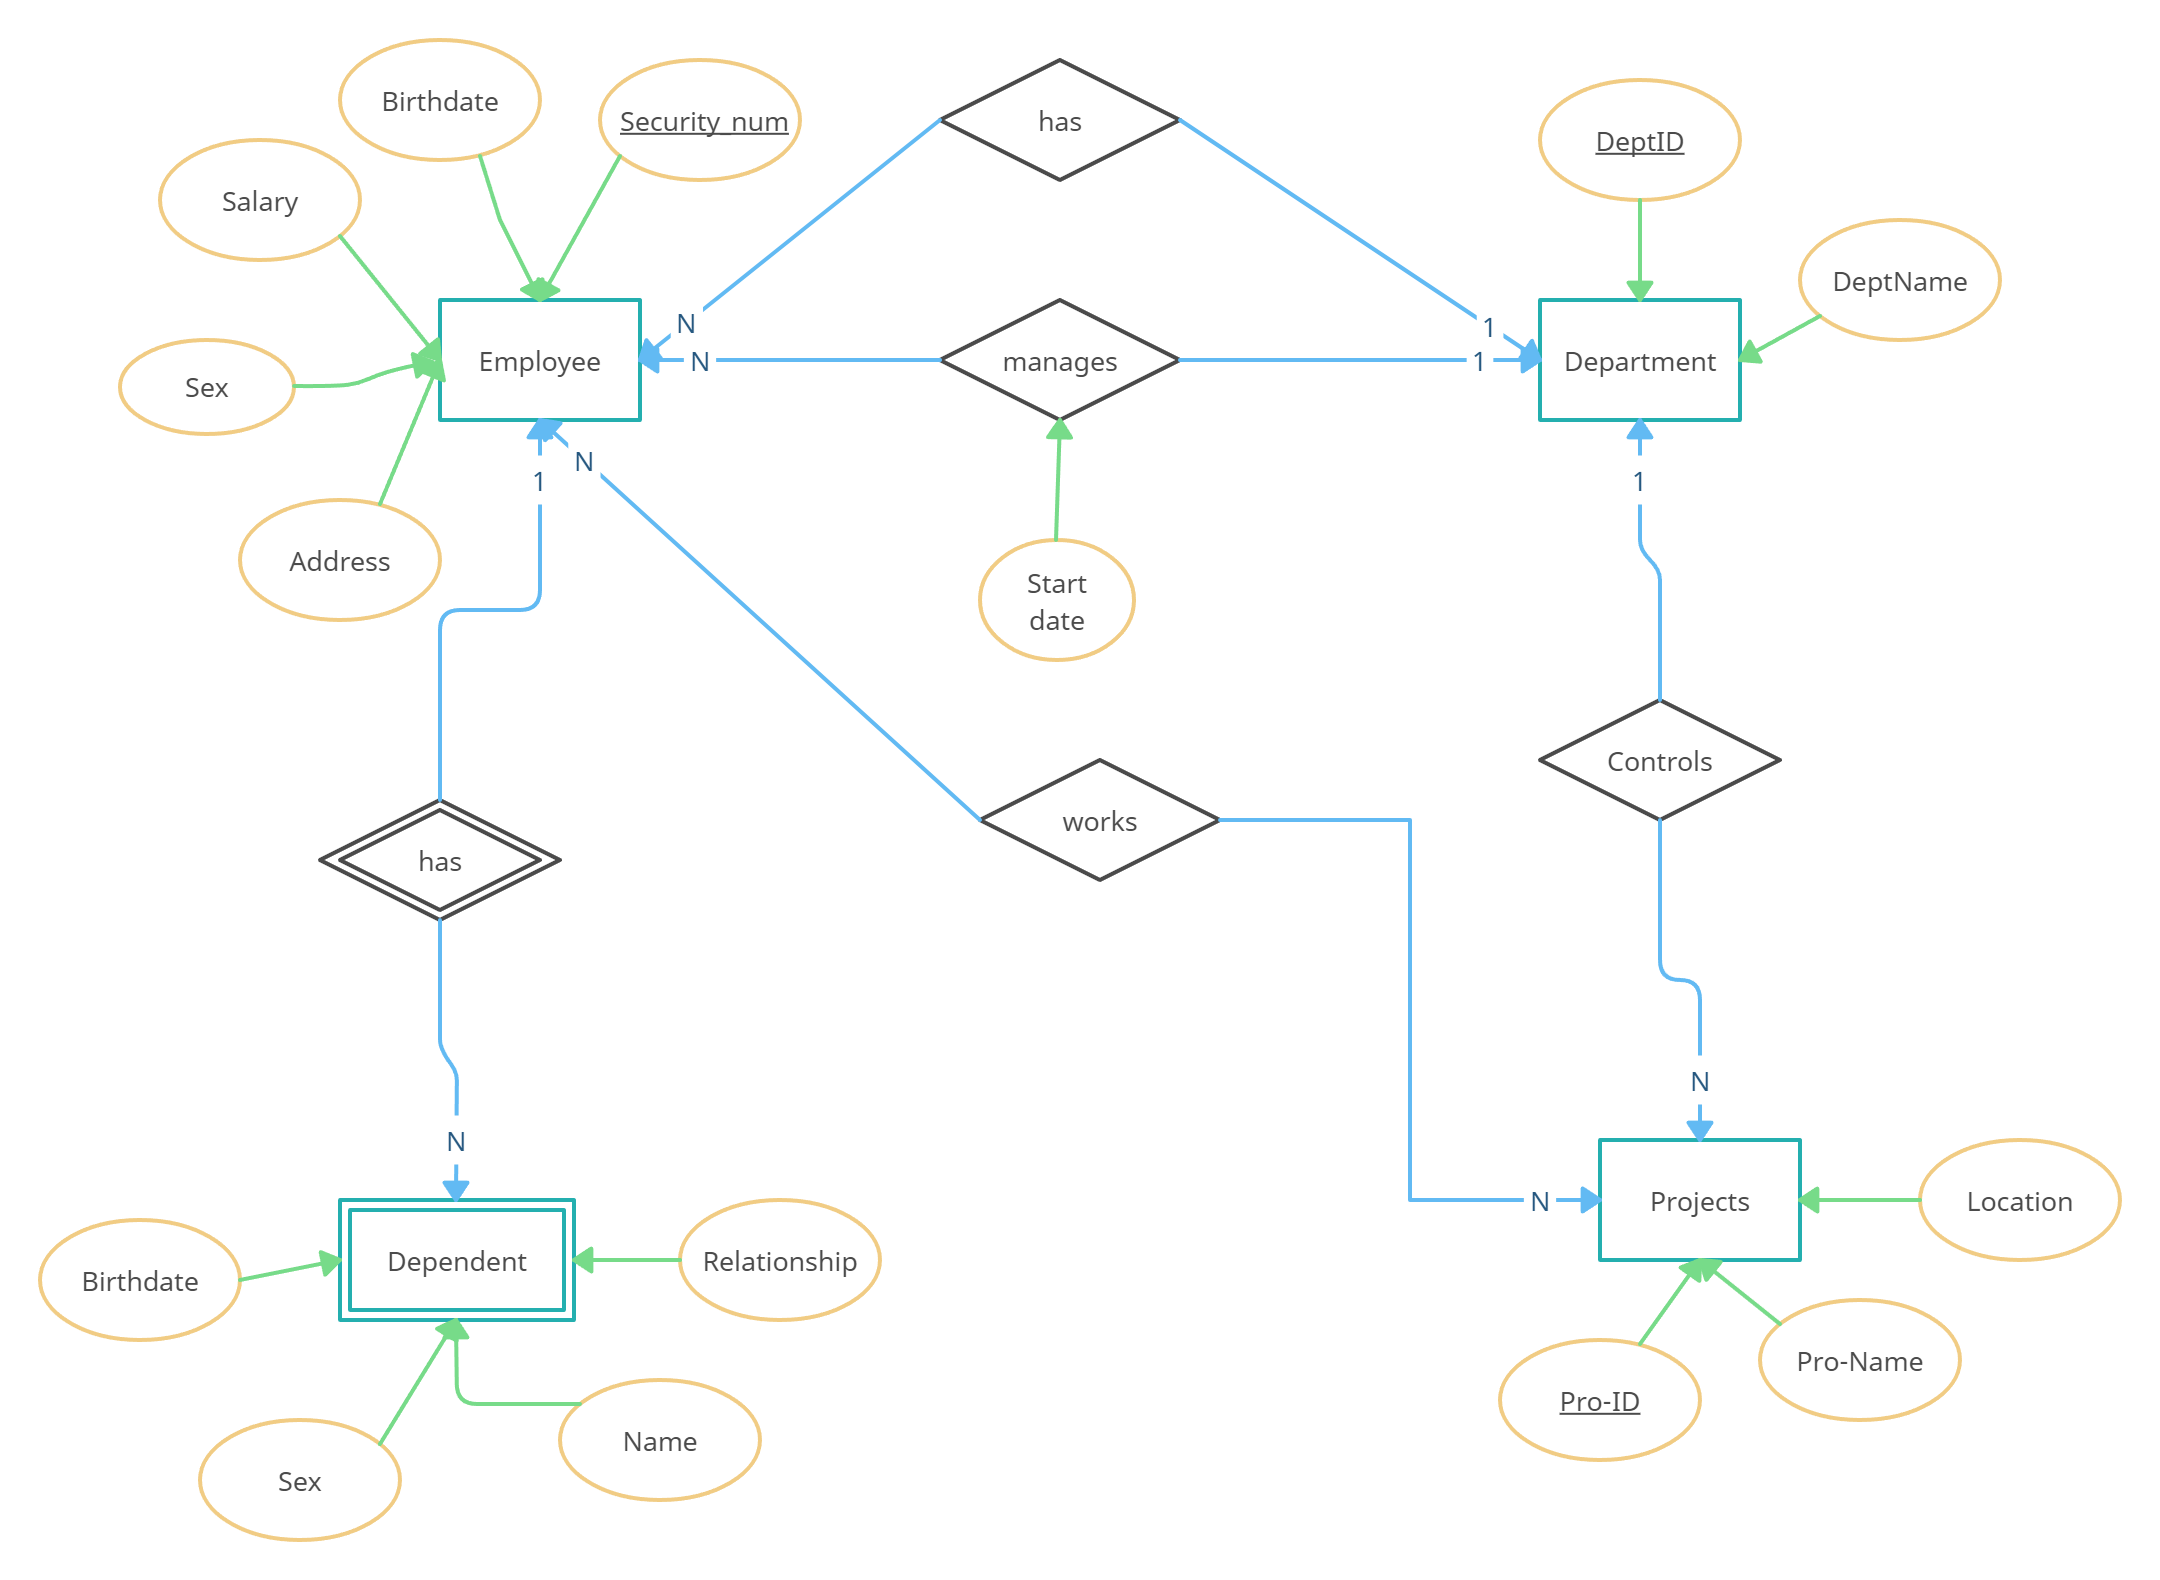 Birthdate
Security_num
has
DeptID
Salary
DeptName
N
1
Employee
N
manages
1
Department
Sex
N
1
1
Address
Start
date
Controls
works
has
N
N
N
Projects
Location
Dependent
Relationship
Birthdate
Pro-Name
Pro-ID
Name
Sex